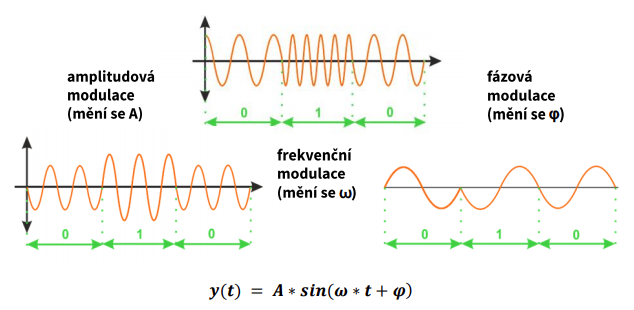 amplitudová
modulace
(mění se A)
0 1 0
fázová
modulace
(mění se φ)
frekvenční
modulace
(mění se ω)
0 1 0
0 1 0
y(t) = A * sin(ω * t + φ)